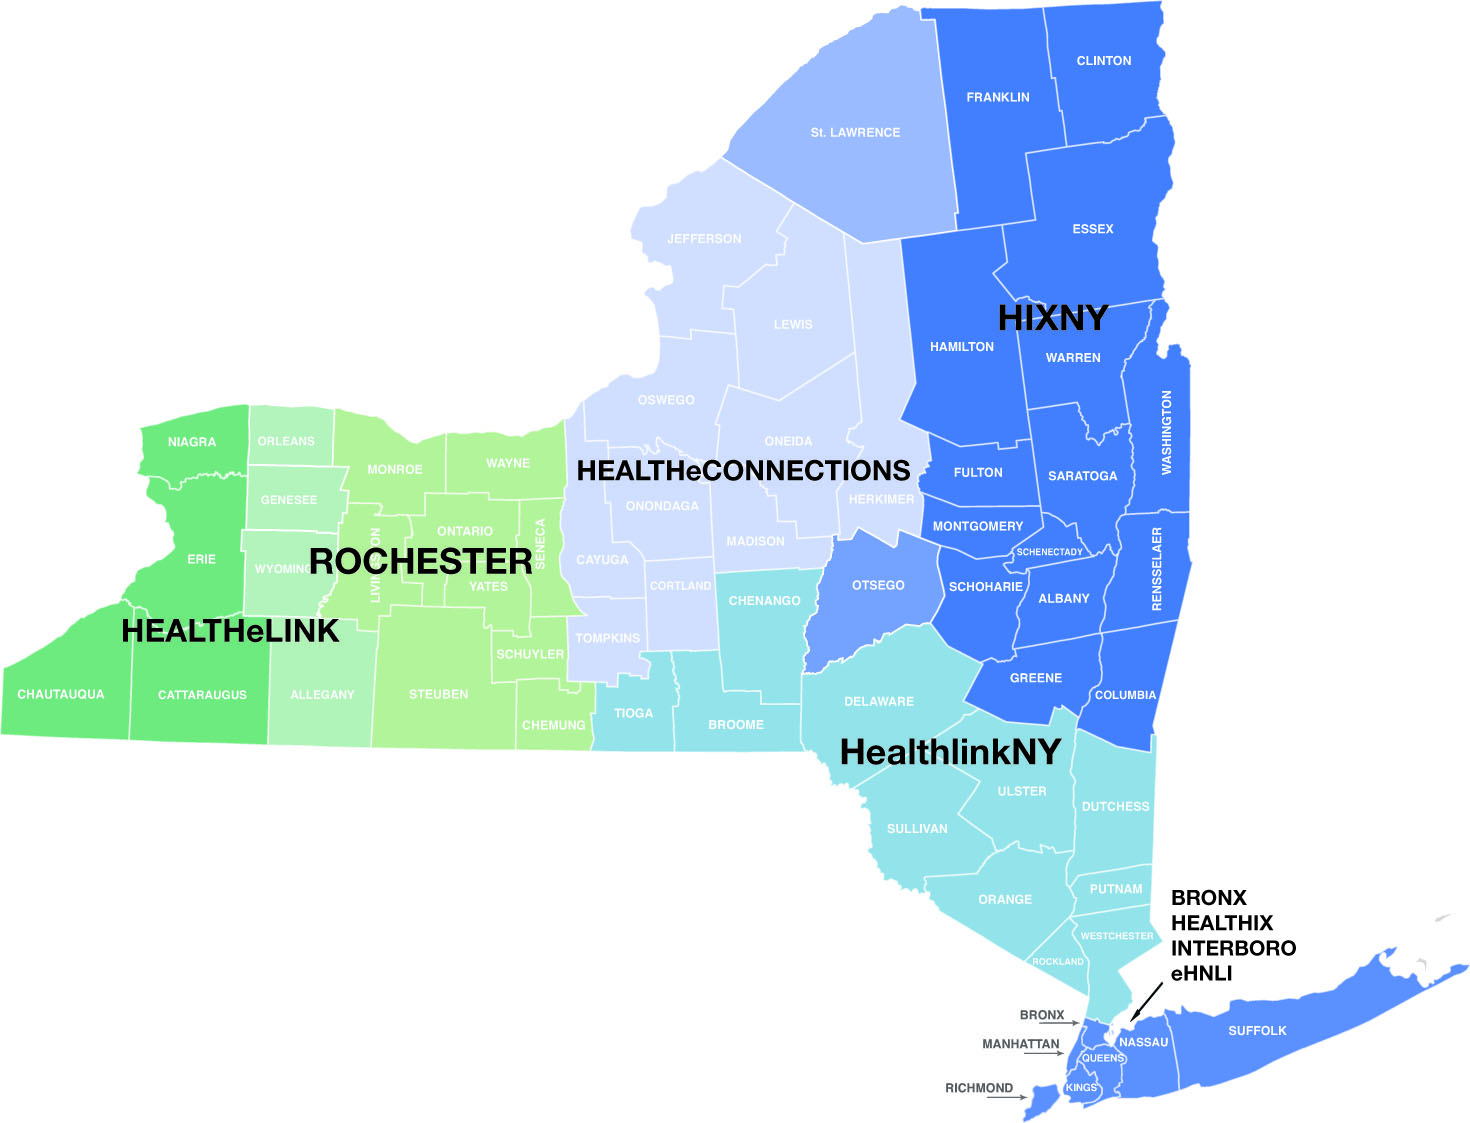 CLINTON
FRANKLIN
St. LAWRENCE
ESSEX
JEFFERSON
HIXNY
LEWIS
HAMILTON
WARREN
OSWEGO
WASHINGTON
NIAGRA
ORLEANS
ONEIDA
MONROE
WAYNE
HEALTHeCONNECTIONS
FULTON
SARATOGA
GENESEE
HERKIMER
ONONDAGA
MONTGOMERY
ONTARIO
SENECA
MADISON
SCHENECTADY
ERIE
ROCHESTER
CAYUGA
WYOMING
LIVINGSTON
YATES
CORTLAND
OTSEGO
SCHOHARIE
RENSSELAER
CHENANGO
ALBANY
HEALTHeLINK
TOMPKINS
SCHUYLER
GREENE
CHAUTAUQUA
CATTARAUGUS
ALLEGANY
STEUBEN
COLUMBIA
DELAWARE
TIOGA
CHEMUNG
BROOME
HealthlinkNY
ULSTER
DUTCHESS
SULLIVAN
PUTNAM
ORANGE
BRONX
HEALTHIX
INTERBORO
eHNLI
WESTCHESTER
ROCKLAND
BRONX
SUFFOLK
MANHATTAN
NASSAU
QUEENS
RICHMOND
KINGS